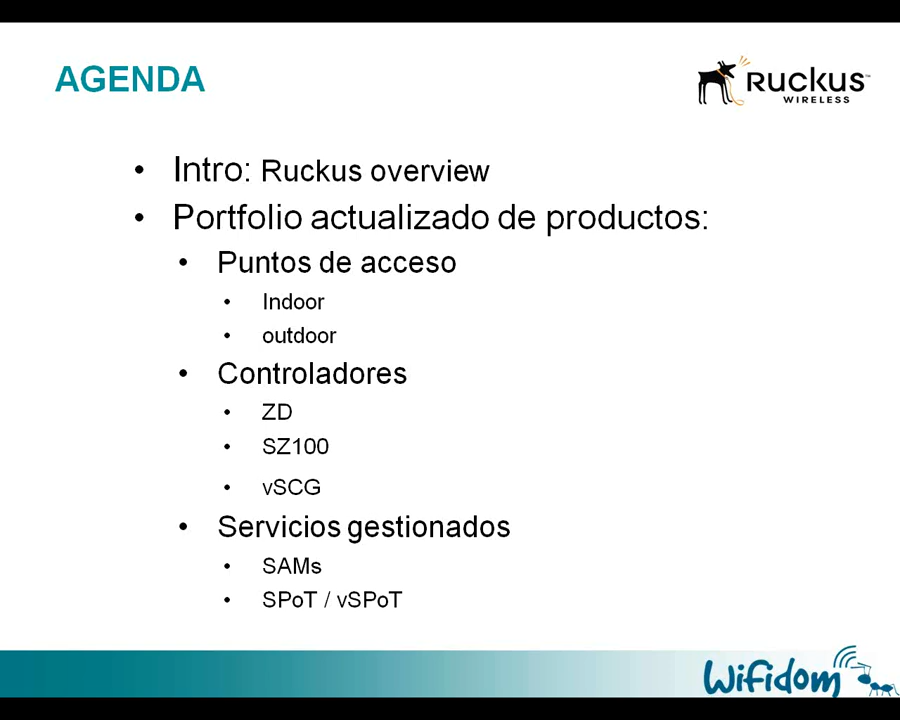 AGENDA
Ruckus™
WIRELESS
• Intro: Ruckus overview
• Portfolio actualizado de productos:
• Puntos de acceso
• Indoor
• outdoor
• Controladores
• ZD
• SZ100
• vSCG
• Servicios gestionados
• SAMs
• SPoT / vSPoT
Wifidom